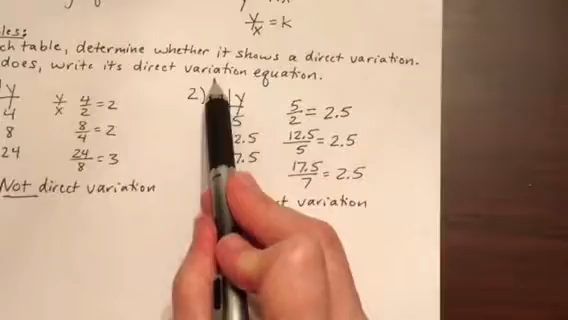 y/x = k
les:
ch table, determine whether it shows a direct variation.
does, write its direct variation equation.
y
4
8
24
y/x 4/2 = 2
8/4 = 2
24/8 = 3
Not direct variation
2) y
5
2.5
7.5
5/2 = 2.5
12.5/5 = 2.5
17.5/7 = 2.5
ct variation